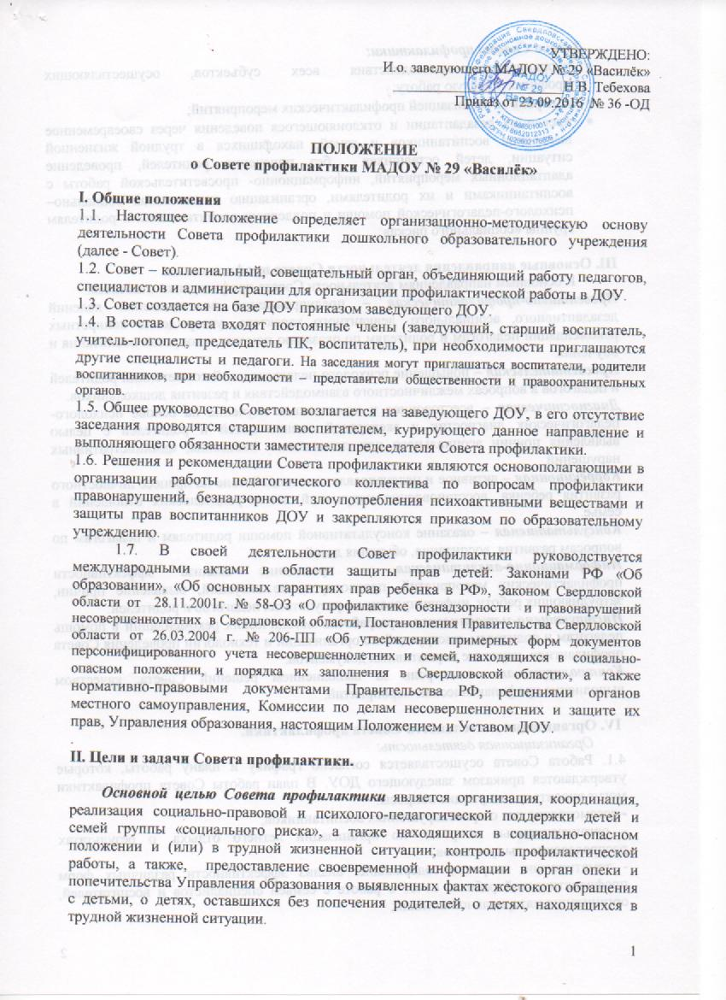 УТВЕРЖДЕНО:
И.о. заведующего МАДОУ № 29 «Василёк»
Н.В. Тебехова
Приказ от 23.09.2016 № 36 -ОД
МАДОУ
№ 29
ПОЛОЖЕНИЕ
о Совете профилактики МАДОУ № 29 «Василёк»
I. Общие положения
1.1. Настоящее Положение определяет организационно-методическую основу
деятельности Совета профилактики дошкольного образовательного учреждения
(далее - Совет).
1.2. Совет – коллегиальный, совещательный орган, объединяющий работу педагогов,
специалистов и администрации для организации профилактической работы в ДОУ.
1.3. Совет создается на базе ДОУ приказом заведующего ДОУ.
1.4. В состав Совета входят постоянные члены (заведующий, старший воспитатель,
учитель-логопед, председатель ПК, воспитатель), при необходимости приглашаются
другие специалисты и педагоги. На заседания могут приглашаться воспитатели, родители
воспитанников, при необходимости – представители общественности и правоохранительных
органов.
1.5. Общее руководство Советом возлагается на заведующего ДОУ, в его отсутствие
заседания проводятся старшим воспитателем, курирующего данное направление и
выполняющего обязанности заместителя председателя Совета профилактики.
1.6. Решения и рекомендации Совета профилактики являются основополагающими в
организации работы педагогического коллектива по вопросам профилактики
правонарушений, безнадзорности, злоупотребления психоактивными веществами и
защиты прав воспитанников ДОУ и закрепляются приказом по образовательному
учреждению.
1.7. В своей деятельности Совет профилактики руководствуется
международными актами в области защиты прав детей: Законами РФ «Об
образовании», «Об основных гарантиях прав ребенка в РФ», Законом Свердловской
области от 28.11.2001г. № 58-ОЗ «О профилактике безнадзорности и правонарушений
несовершеннолетних в Свердловской области, Постановления Правительства Свердловской
области от 26.03.2004 г. № 206-ПП «Об утверждении примерных форм документов
персонифицированного учета несовершеннолетних и семей, находящихся в социально-
опасном положении, и порядка их заполнения в Свердловской области», а также
нормативно-правовыми документами Правительства РФ, решениями органов
местного самоуправления, Комиссии по делам несовершеннолетних и защите их
прав, Управления образования, настоящим Положением и Уставом ДОУ.
.
II. Цели и задачи Совета профилактики.
Основной целью Совета профилактики является организация, координация,
реализация социально-правовой и психолого-педагогической поддержки детей и
семей группы «социального риска», а также находящихся в социально-опасном
положении и (или) в трудной жизненной ситуации; контроль профилактической
работы, а также, предоставление своевременной информации в орган опеки и
попечительства Управления образования о выявленных фактах жестокого обращения
с детьми, о детях, оставшихся без попечения родителей, о детях, находящихся в
трудной жизненной ситуации.
1